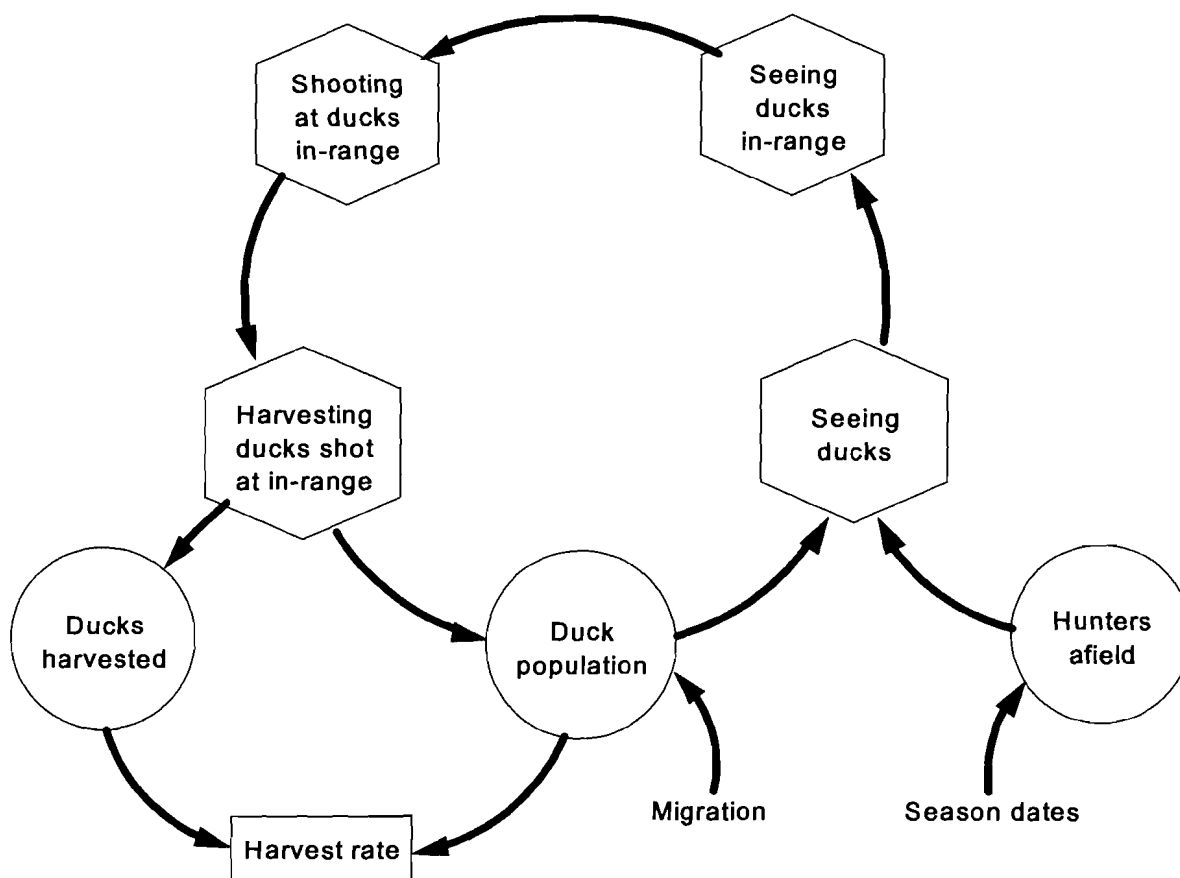 Shooting
at ducks
in-range
Seeing
ducks
in-range
Harvesting
ducks shot
at in-range
Seeing
ducks
Ducks
harvested
Duck
population
Hunters
afield
Migration
Season dates
Harvest rate